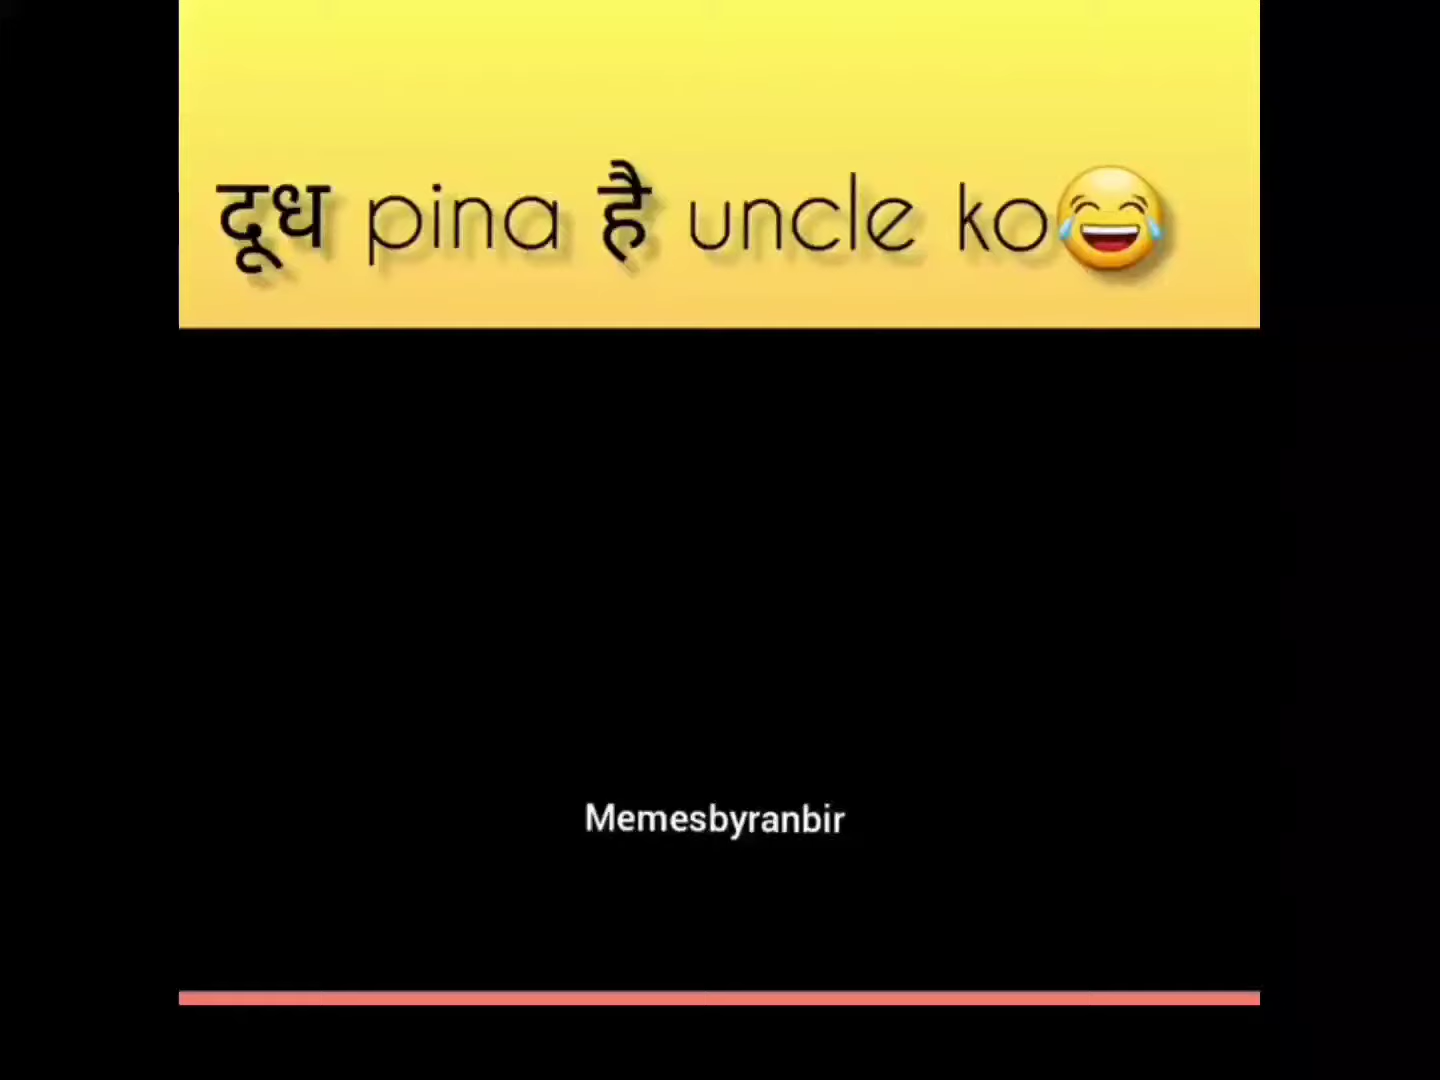 दूध pina है uncle ko😂
Memesbyranbir